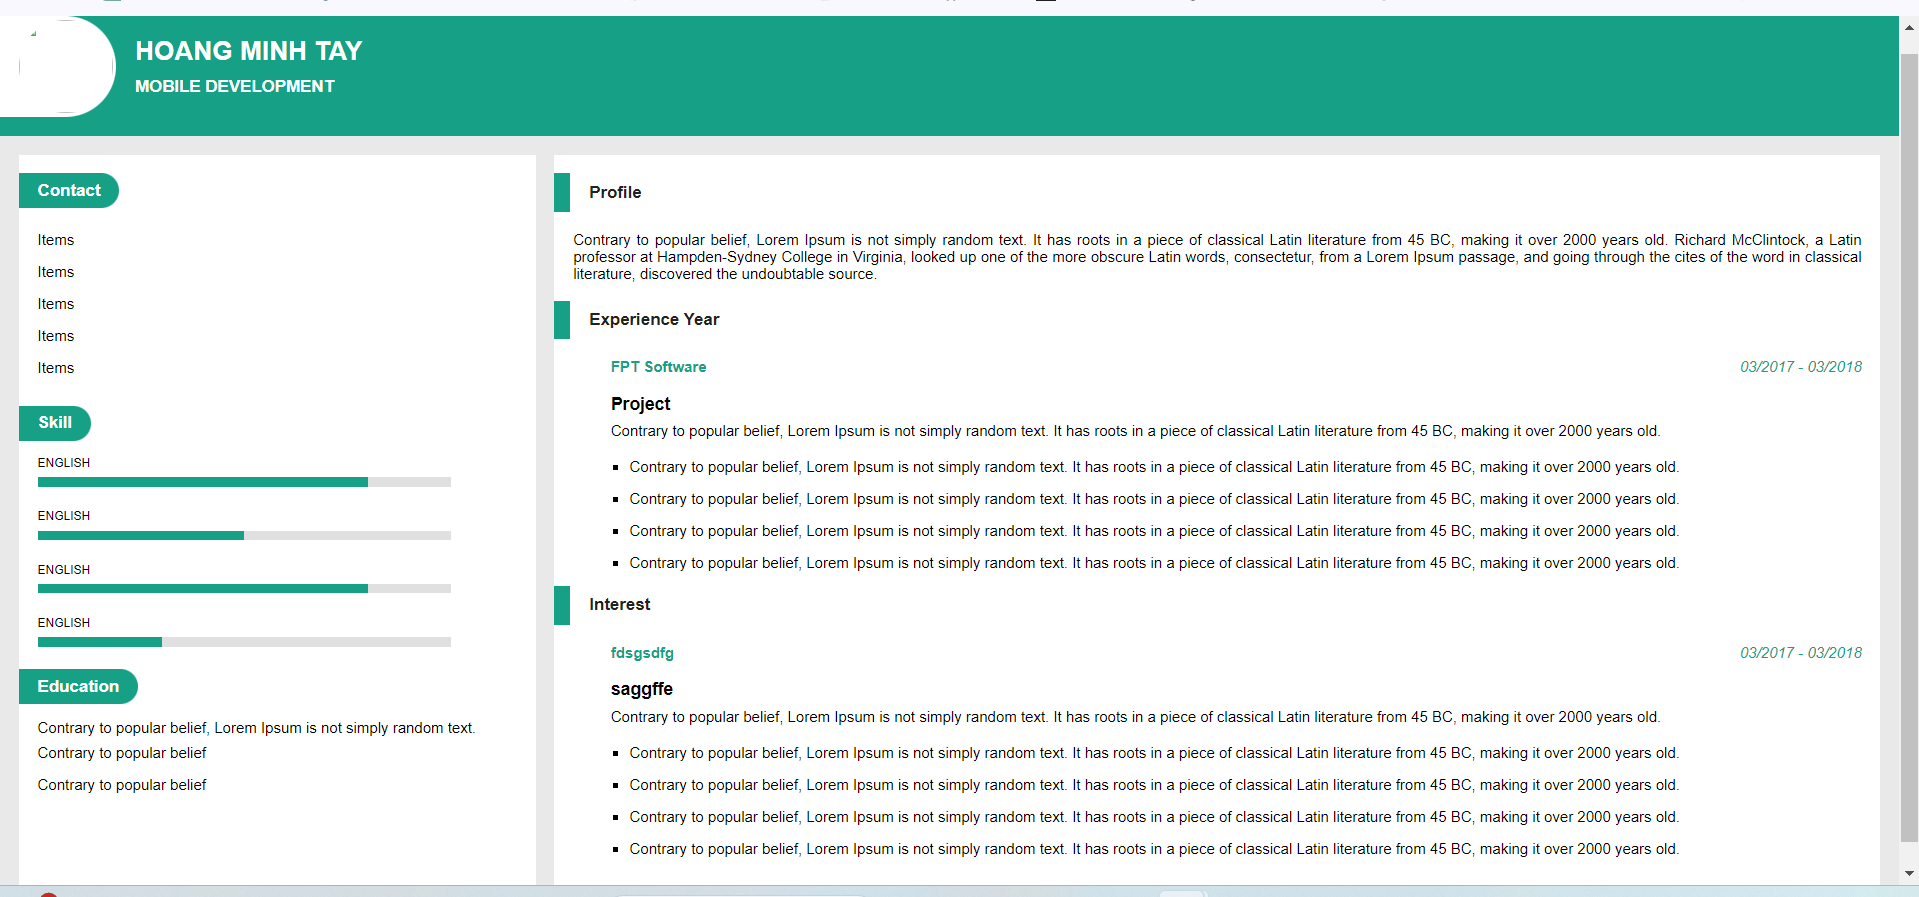 HOANG MINH TAY
MOBILE DEVELOPMENT
Contact
Items
Items
Items
Items
Items
Skill
ENGLISH
ENGLISH
ENGLISH
ENGLISH
Education
Contrary to popular belief, Lorem Ipsum is not simply random text.
Contrary to popular belief
Contrary to popular belief
Profile
Contrary to popular belief, Lorem Ipsum is not simply random text. It has roots in a piece of classical Latin literature from 45 BC, making it over 2000 years old. Richard McClintock, a Latin
professor at Hampden-Sydney College in Virginia, looked up one of the more obscure Latin words, consectetur, from a Lorem Ipsum passage, and going through the cites of the word in classical
literature, discovered the undoubtable source.
Experience Year
FPT Software 03/2017 - 03/2018
Project
Contrary to popular belief, Lorem Ipsum is not simply random text. It has roots in a piece of classical Latin literature from 45 BC, making it over 2000 years old.
Contrary to popular belief, Lorem Ipsum is not simply random text. It has roots in a piece of classical Latin literature from 45 BC, making it over 2000 years old.
Contrary to popular belief, Lorem Ipsum is not simply random text. It has roots in a piece of classical Latin literature from 45 BC, making it over 2000 years old.
Contrary to popular belief, Lorem Ipsum is not simply random text. It has roots in a piece of classical Latin literature from 45 BC, making it over 2000 years old.
Contrary to popular belief, Lorem Ipsum is not simply random text. It has roots in a piece of classical Latin literature from 45 BC, making it over 2000 years old.
Interest
fdsgsdfg 03/2017 - 03/2018
saggffe
Contrary to popular belief, Lorem Ipsum is not simply random text. It has roots in a piece of classical Latin literature from 45 BC, making it over 2000 years old.
Contrary to popular belief, Lorem Ipsum is not simply random text. It has roots in a piece of classical Latin literature from 45 BC, making it over 2000 years old.
Contrary to popular belief, Lorem Ipsum is not simply random text. It has roots in a piece of classical Latin literature from 45 BC, making it over 2000 years old.
Contrary to popular belief, Lorem Ipsum is not simply random text. It has roots in a piece of classical Latin literature from 45 BC, making it over 2000 years old.
Contrary to popular belief, Lorem Ipsum is not simply random text. It has roots in a piece of classical Latin literature from 45 BC, making it over 2000 years old.